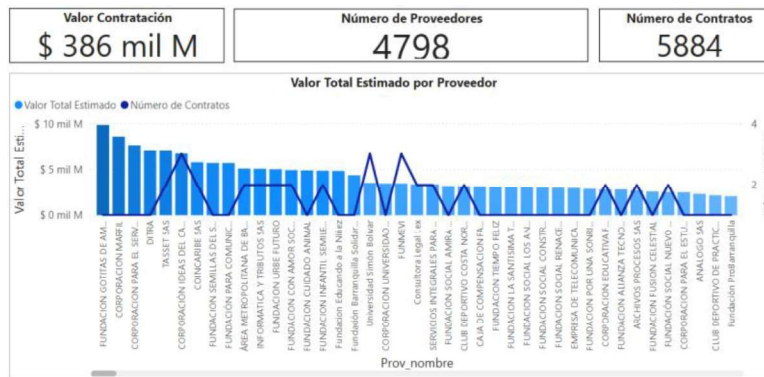 Valor Contratación
$ 386 mil M
Número de Proveedores
4798
Número de Contratos
5884
Valor Total Estimado por Proveedor
Valor Total Estimado Número de Contratos
Valor Total Esti...
$ 10 mil M
$ 5 mil M
$ 0 mil M
4
2
0
FUNDACION GOTITAS DE AM...
CORPORACION MARFIL
CORPORACION PARA EL SERV...
DITRA
TASSET SAS
CORPORACIÓN IDEAS DEL CA...
COINCARIBE SAS
FUNDACION SEMILLAS DEL S...
FUNDACIÓN PARA COMUNIC...
ÁREA METROPOLITANA DE BA...
INFORMATICA Y TRIBUTOS SAS
FUNDACION URBE FUTURO
FUNDACION CON AMOR SOC...
FUNDACION CUIDADO ANIMAL
FUNDACION INFANTIL SEMILLE...
Fundacion Educando a la Niñez
Fundación Barranquilla Solidar...
Universidad Simón Bolívar
CORPORACION UNIVERSIDAD ...
FUNMEVI
Consultora Legal .ex
SERVICIOS INTEGRALES PARA...
FUNDACION SOCIAL AMIRA ...
CLUB DEPORTIVO COSTA NOR...
CAJA DE COMPENSACION FA...
FUNDACION TIEMPO FELIZ
FUNDACION LA SANTISIMA T...
FUNDACION SOCIAL LOS AN...
FUNDACION SOCIAL CONSTR...
FUNDACION SOCIAL RENACE...
EMPRESA DE TELECOMUNICA...
FUNDACION POR UNA SONRI...
CORPORACION EDUCATIVA F...
FUNDACION ALIANZA TECNO...
ARCHIVOS PROCESOS SAS
FUNDACION FUSION CELESTIAL
FUNDACIÓN SOCIAL NUEVO ...
CORPORACION PARA EL ESTU...
ANALOGO SAS
CLUB DEPORTIVO DE PRACTIC...
Fundación ProBarranquilla
Prov_nombre